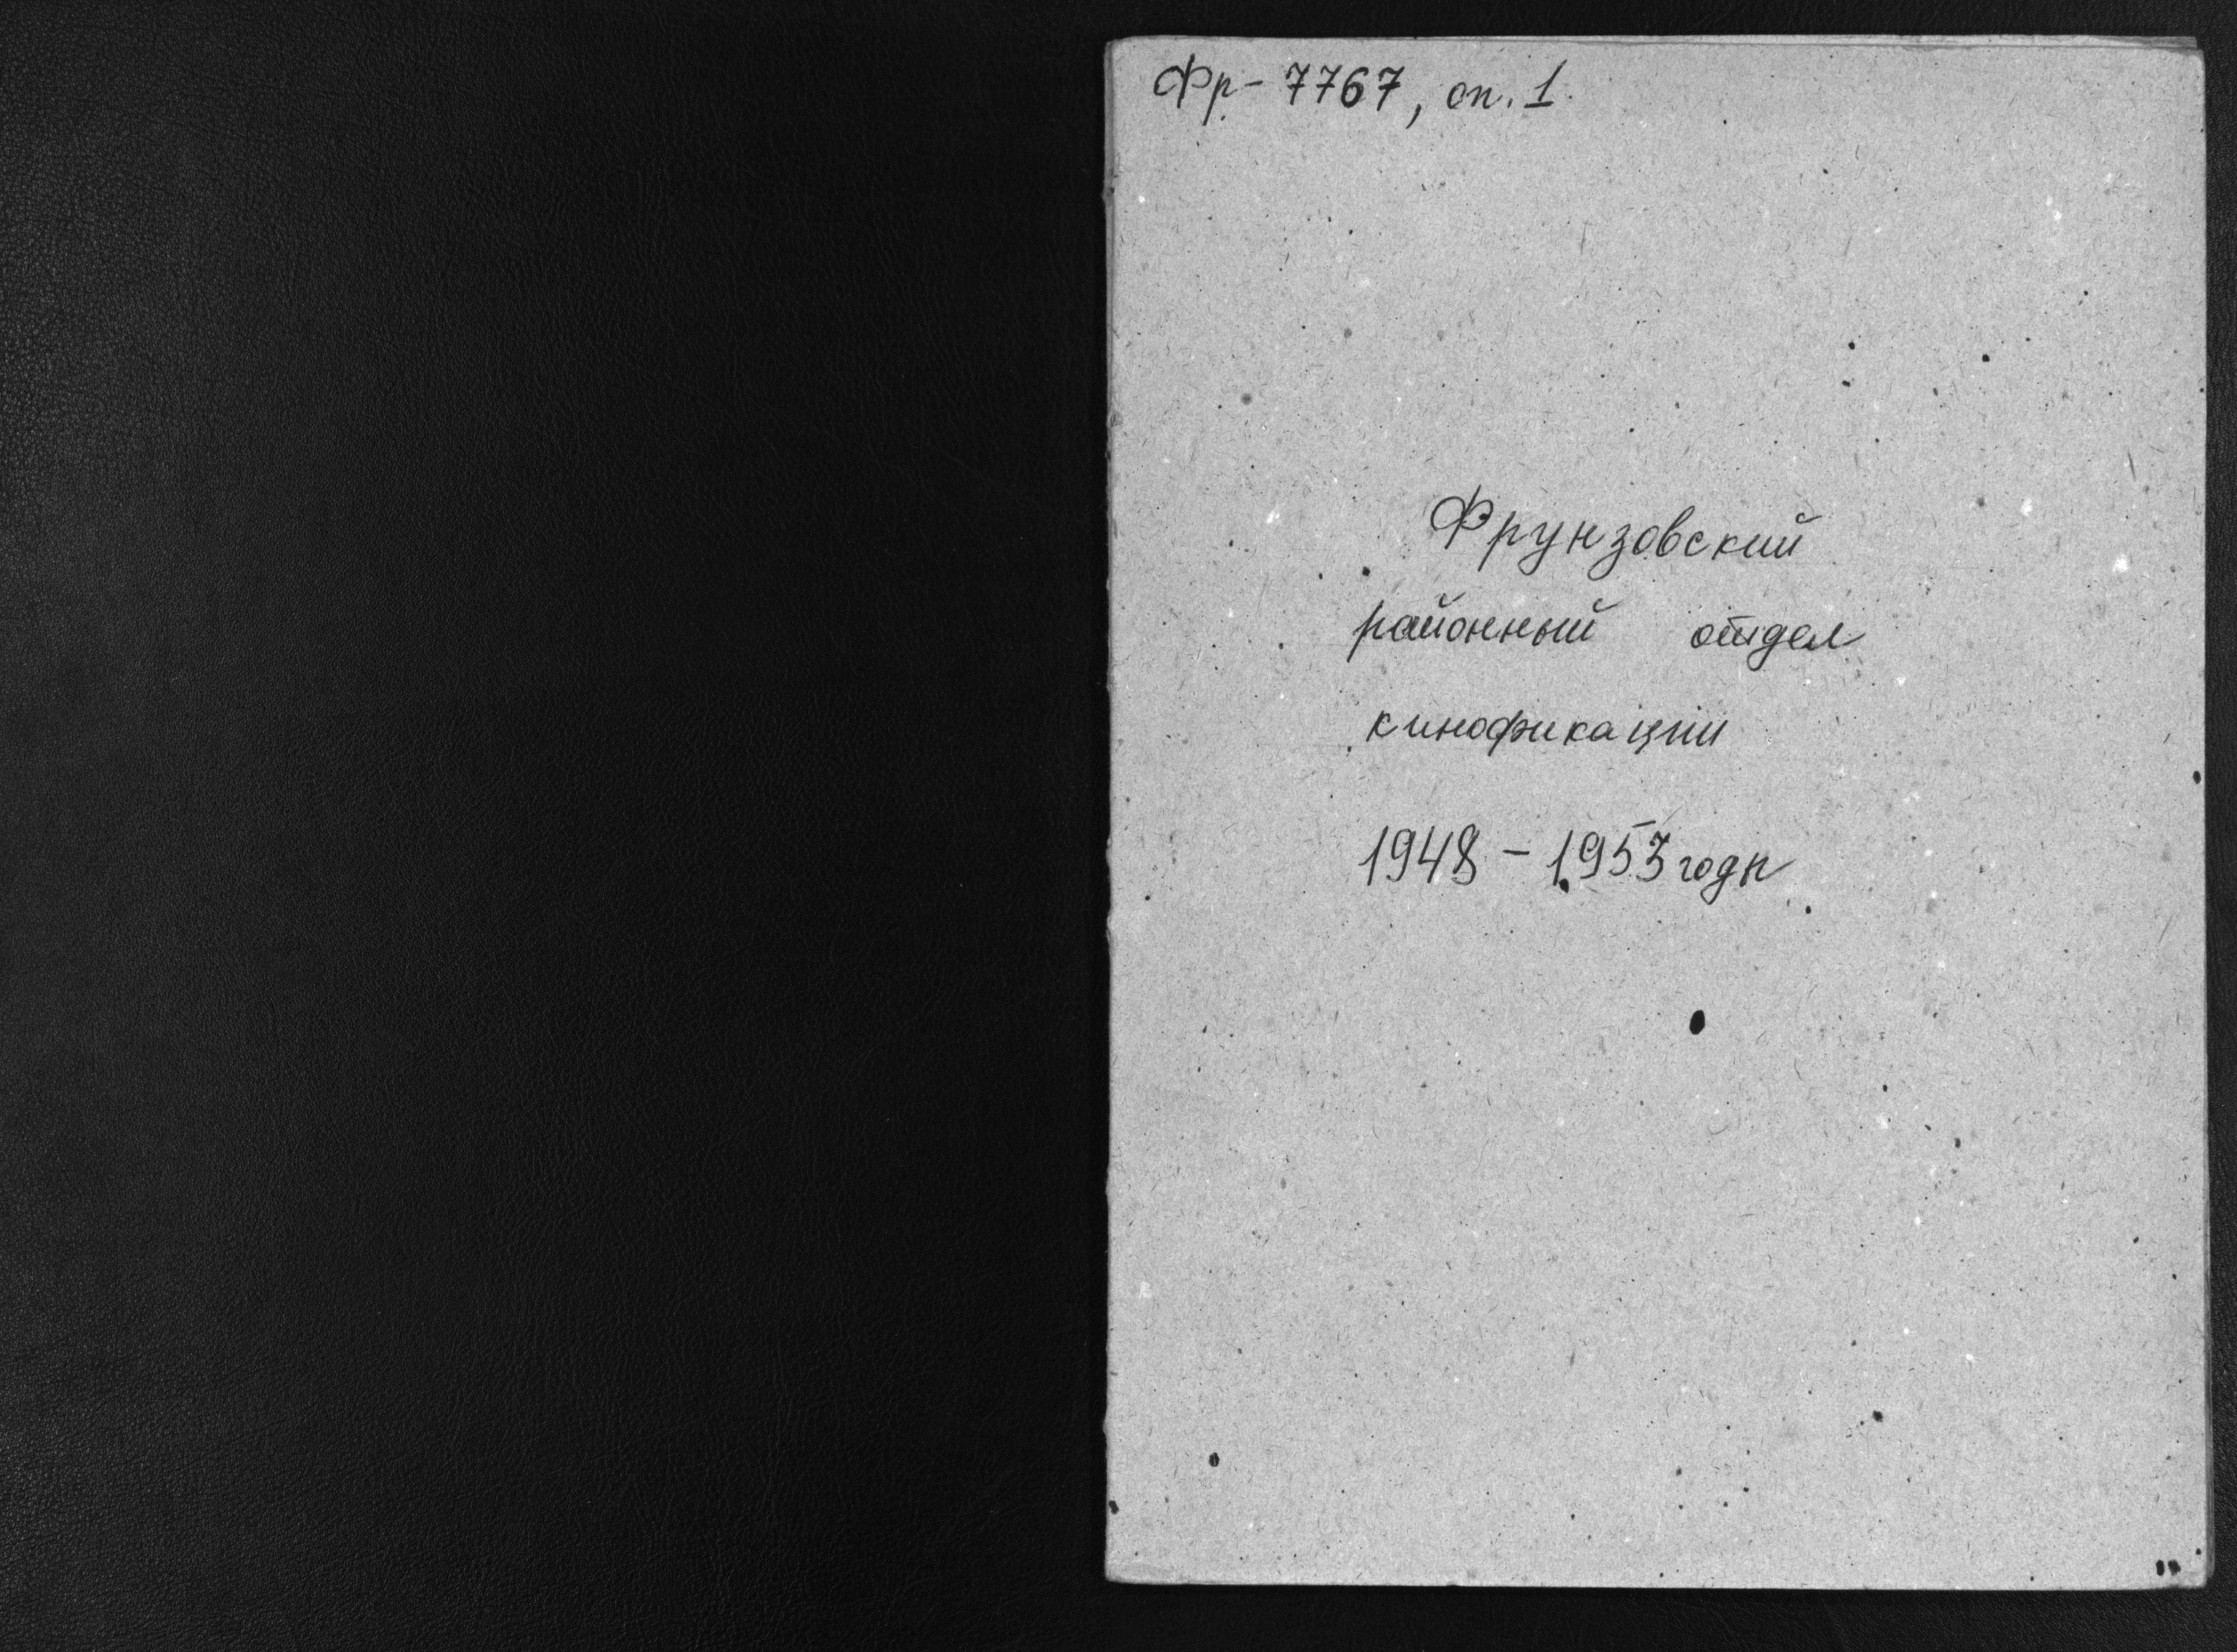 Фр-7767, оп. 1
Фрунзовский
районный отдел
кинофикации
1948 - 1953 годы